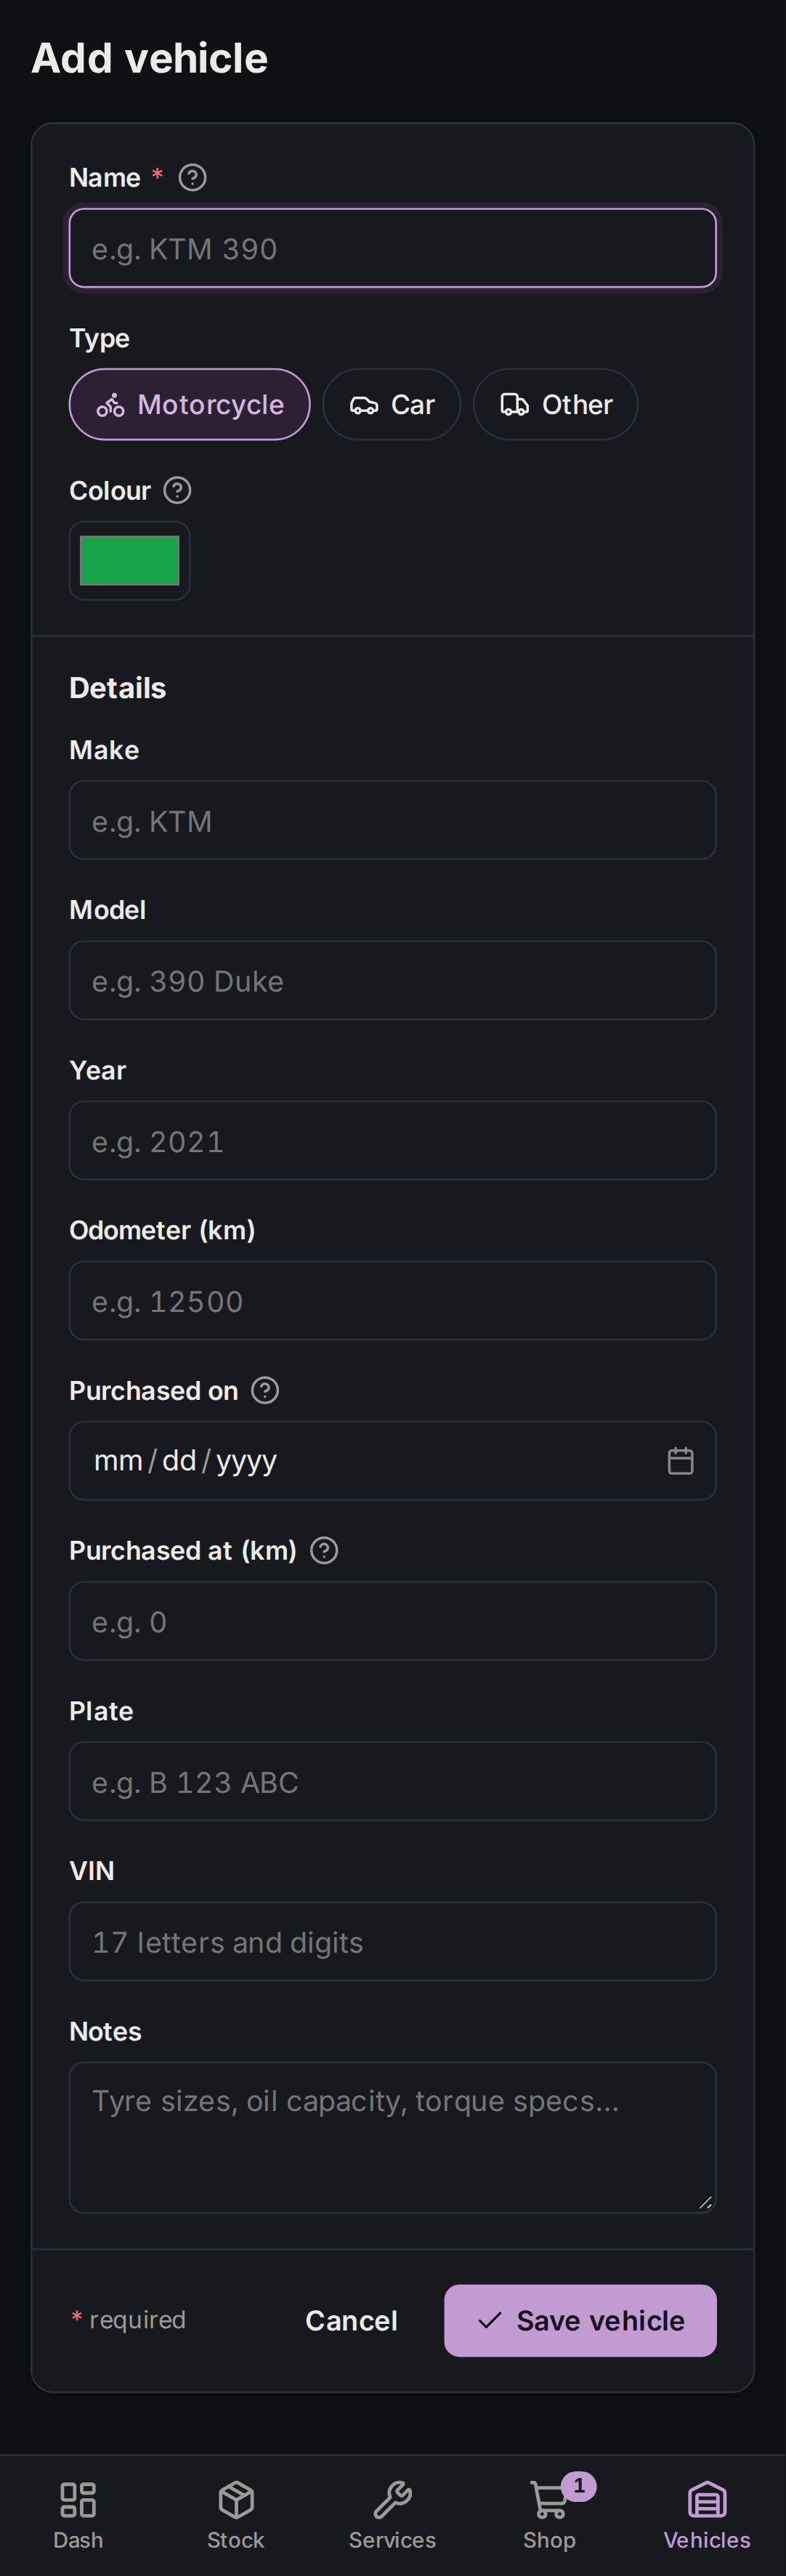 Add vehicle
Name *
e.g. KTM 390
Type
Motorcycle Car Other
Colour
Details
Make
e.g. KTM
Model
e.g. 390 Duke
Year
e.g. 2021
Odometer (km)
e.g. 12500
Purchased on
mm/dd/yyyy
Purchased at (km)
e.g. 0
Plate
e.g. B 123 ABC
VIN
17 letters and digits
Notes
Tyre sizes, oil capacity, torque specs...
* required Cancel Save vehicle
1
Dash Stock Services Shop Vehicles